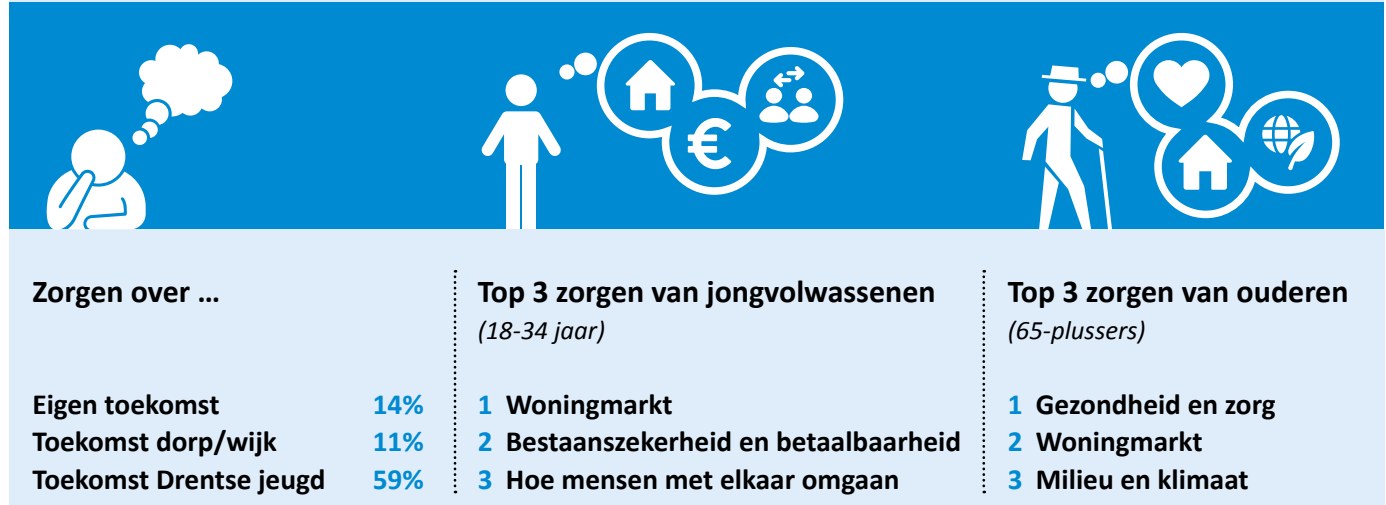 Zorgen over ...
Eigen toekomst 14%
Toekomst dorp/wijk 11%
Toekomst Drentse jeugd 59%
Top 3 zorgen van jongvolwassenen
(18-34 jaar)
1 Woningmarkt
2 Bestaanszekerheid en betaalbaarheid
3 Hoe mensen met elkaar omgaan
Top 3 zorgen van ouderen
(65-plussers)
1 Gezondheid en zorg
2 Woningmarkt
3 Milieu en klimaat